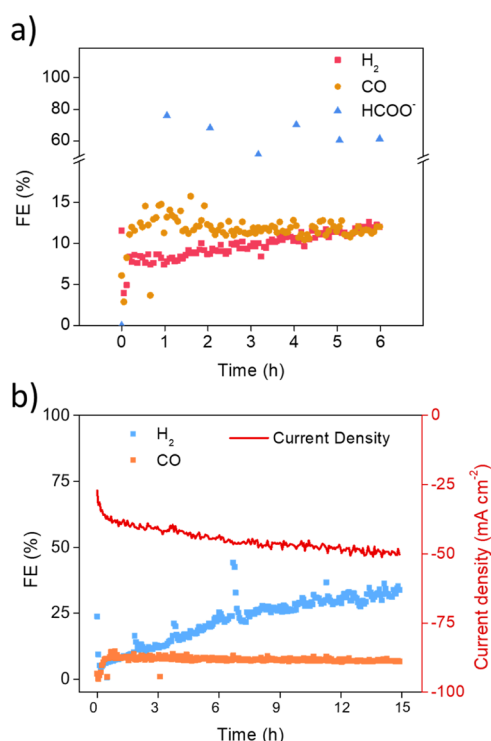 a)
H₂
CO
HCOO⁻
100
80
60
15
10
5
0
FE (%)
0 1 2 3 4 5 6
Time (h)
b)
H₂
CO
Current Density
100
75
50
25
0
FE (%)
0
-25
-50
-75
-100
Current density (mA cm⁻²)
0 3 6 9 12 15
Time (h)